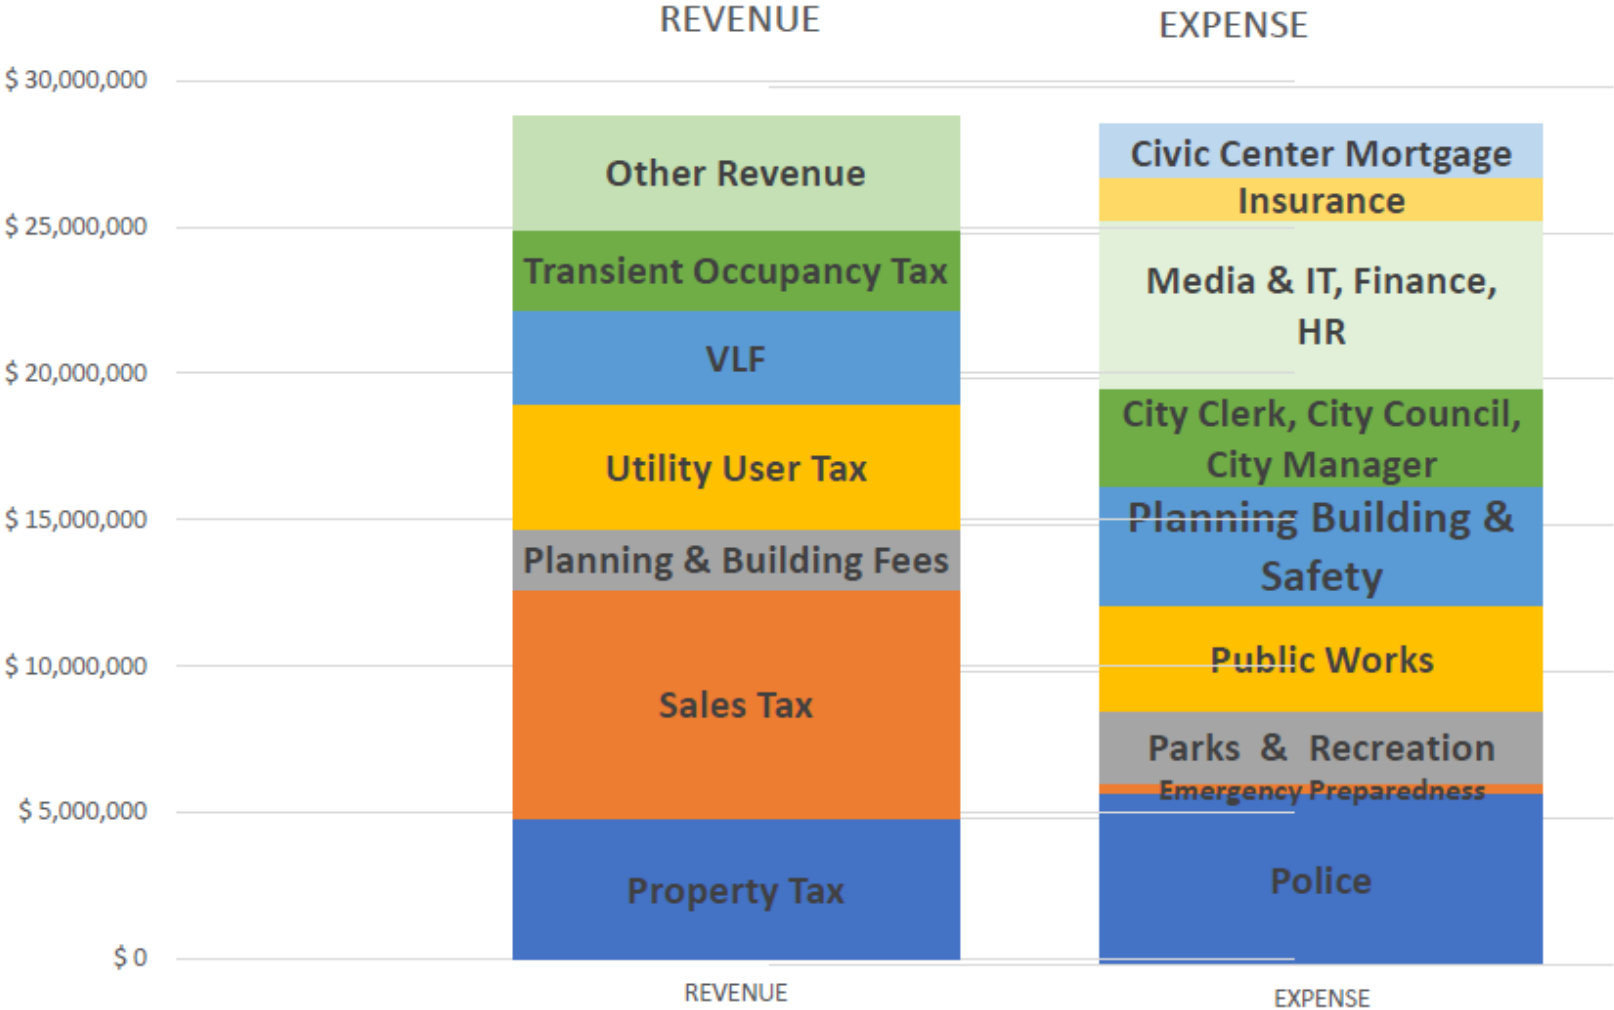 REVENUE
EXPENSE
$ 30,000,000
$ 25,000,000
$ 20,000,000
$ 15,000,000
$ 10,000,000
$ 5,000,000
$ 0
Other Revenue
Transient Occupancy Tax
VLF
Utility User Tax
Planning & Building Fees
Sales Tax
Property Tax
REVENUE
Civic Center Mortgage
Insurance
Media & IT, Finance,
HR
City Clerk, City Council,
City Manager
Planning Building &
Safety
Public Works
Parks & Recreation
Emergency Preparedness
Police
EXPENSE